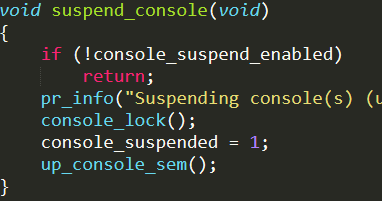 void suspend_console(void)
{
    if (!console_suspend_enabled)
        return;
    pr_info("Suspending console(s) (u
    console_lock();
    console_suspended = 1;
    up_console_sem();
}